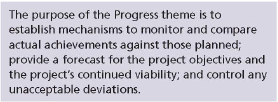 The purpose of the Progress theme is to
establish mechanisms to monitor and compare
actual achievements against those planned;
provide a forecast for the project objectives and
the project's continued viability; and control any
unacceptable deviations.